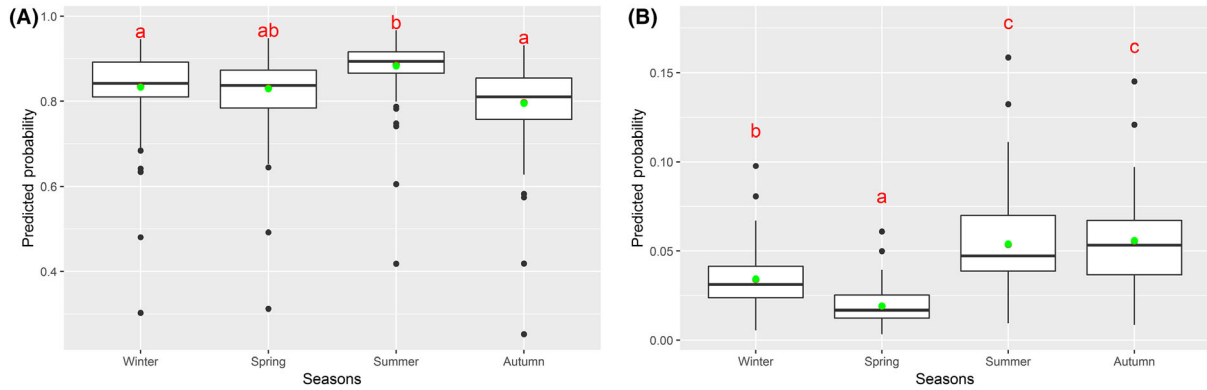 (A)
1.0
0.8
0.6
0.4
Predicted probability
a
ab
b
a
Winter Spring Summer Autumn
Seasons
(B)
0.15
0.10
0.05
0.00
Predicted probability
b
a
c
c
Winter Spring Summer Autumn
Seasons